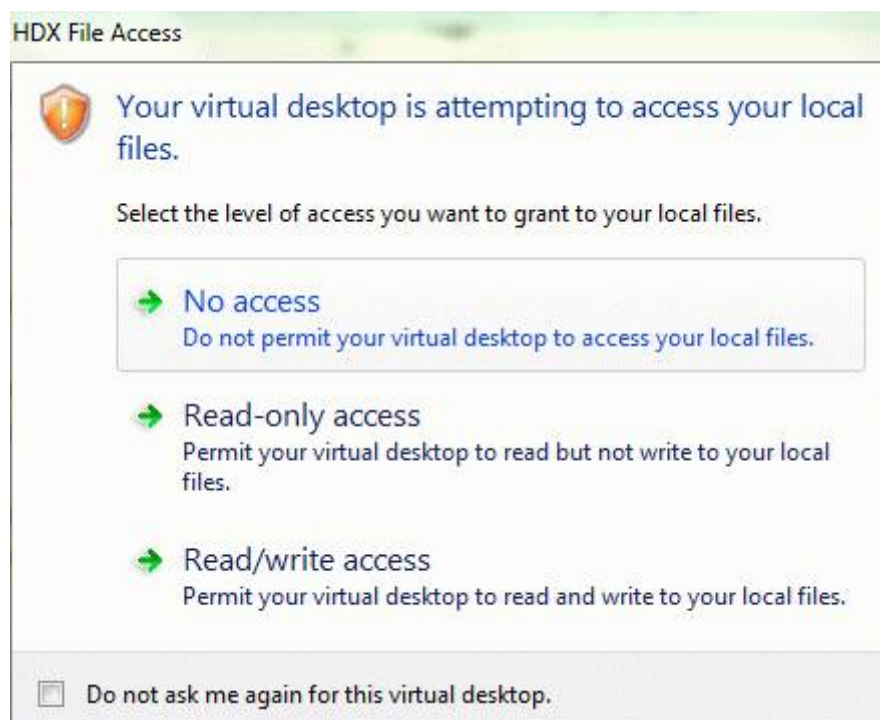 HDX File Access
Your virtual desktop is attempting to access your local
files.
Select the level of access you want to grant to your local files.
No access
Do not permit your virtual desktop to access your local files.
Read-only access
Permit your virtual desktop to read but not write to your local
files.
Read/write access
Permit your virtual desktop to read and write to your local files.
Do not ask me again for this virtual desktop.